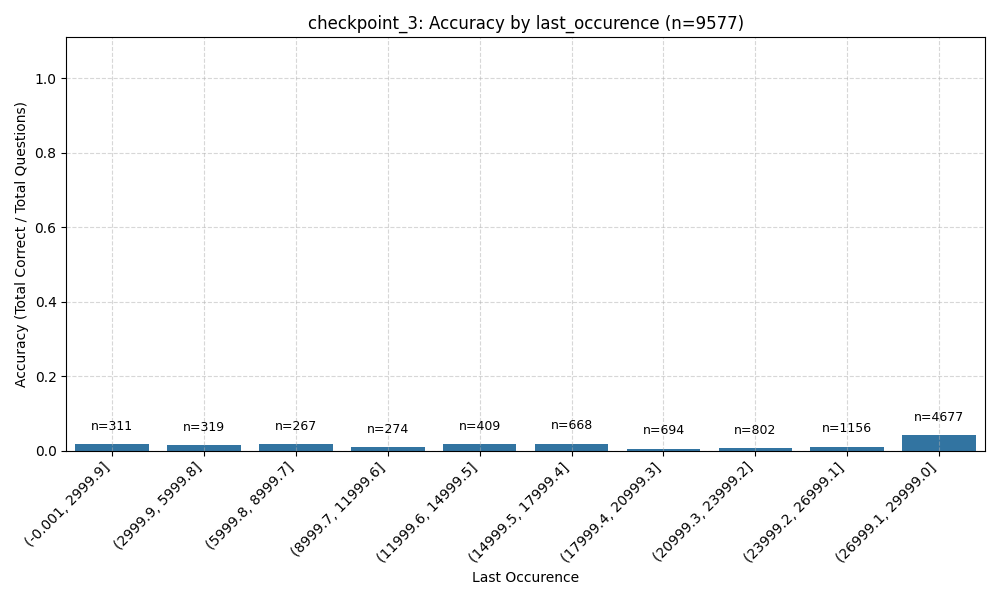 checkpoint_3: Accuracy by last_occurence (n=9577)
Accuracy (Total Correct / Total Questions)
1.0
0.8
0.6
0.4
0.2
0.0
n=311
n=319
n=267
n=274
n=409
n=668
n=694
n=802
n=1156
n=4677
(-0.001, 2999.9]
(2999.9, 5999.8]
(5999.8, 8999.7]
(8999.7, 11999.6]
(11999.6, 14999.5]
(14999.5, 17999.4]
(17999.4, 20999.3]
(20999.3, 23999.2]
(23999.2, 26999.1]
(26999.1, 29999.0]
Last Occurence